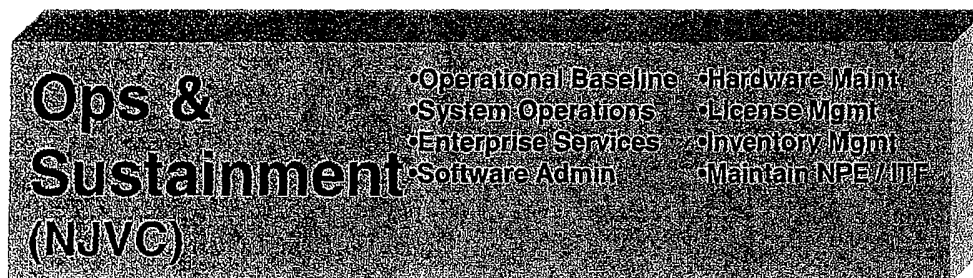 Ops &
Sustainment
(NJVC)
•Operational Baseline
•System Operations
•Enterprise Services
•Software Admin
•Hardware Maint
•License Mgmt
•Inventory Mgmt
•Maintain NPE / ITF